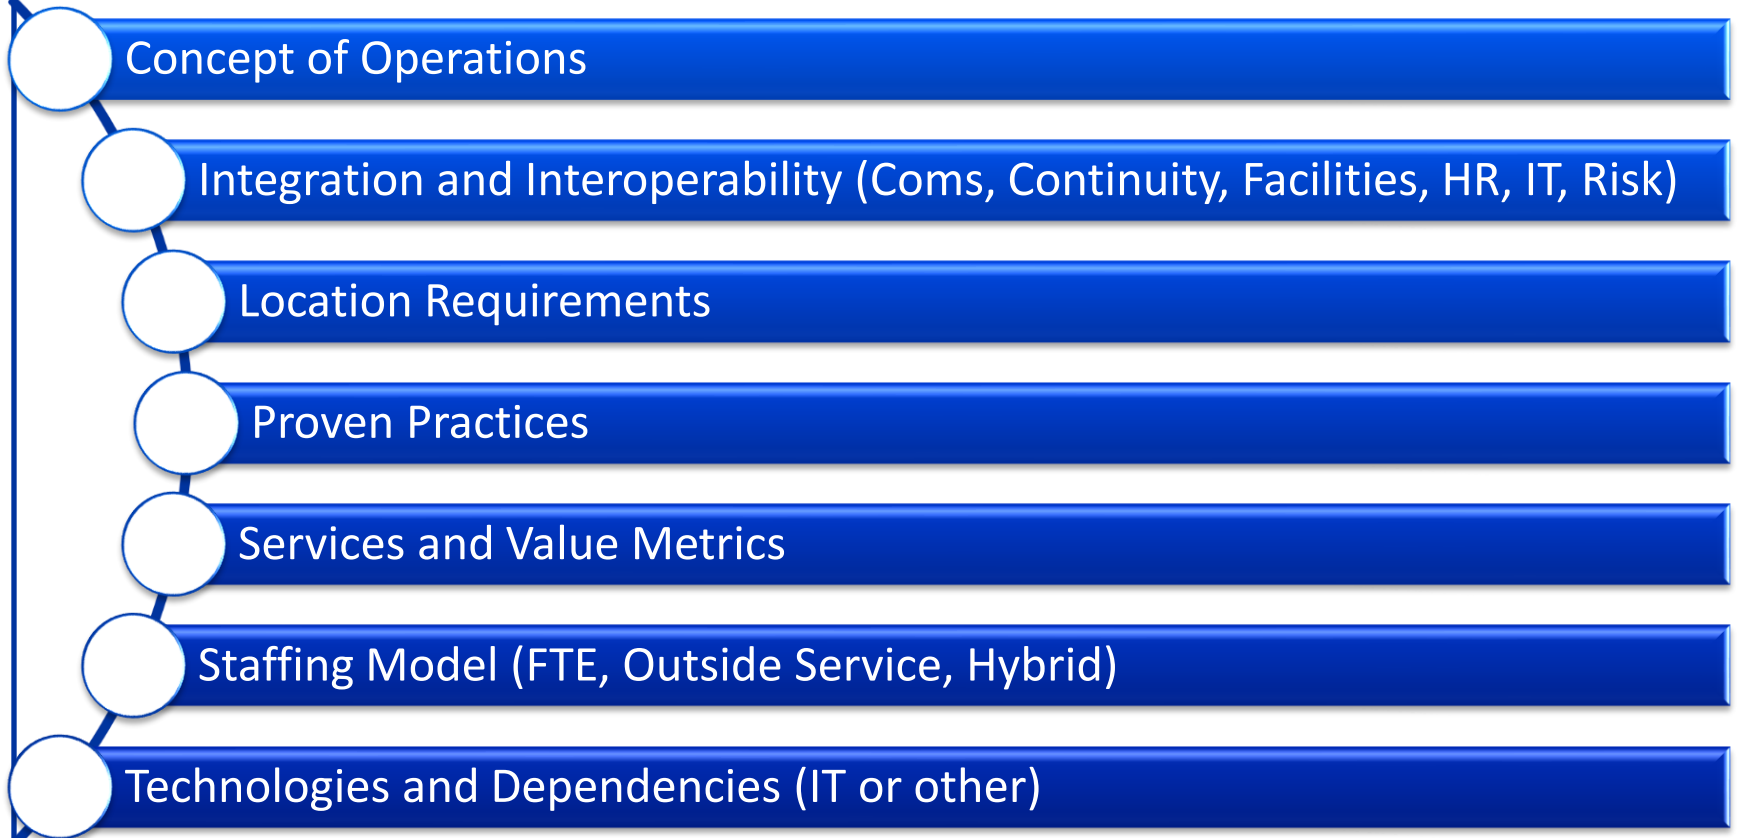 Concept of Operations
Integration and Interoperability (Coms, Continuity, Facilities, HR, IT, Risk)
Location Requirements
Proven Practices
Services and Value Metrics
Staffing Model (FTE, Outside Service, Hybrid)
Technologies and Dependencies (IT or other)